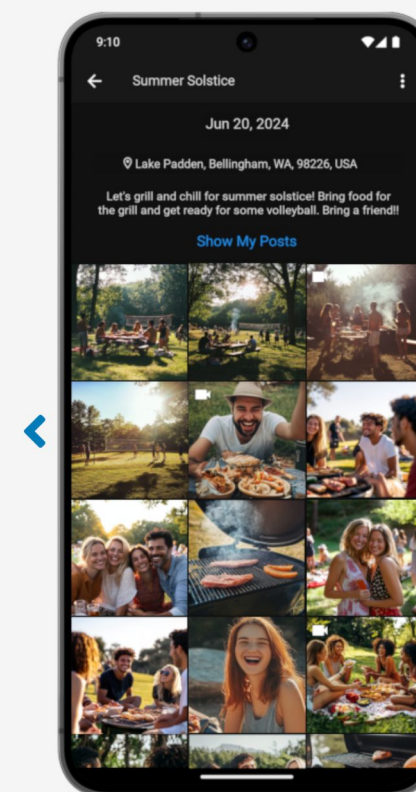 9:10
Summer Solstice
Jun 20, 2024
Lake Padden, Bellingham, WA, 98226, USA
Let's grill and chill for summer solstice! Bring food for
the grill and get ready for some volleyball. Bring a friend!!
Show My Posts